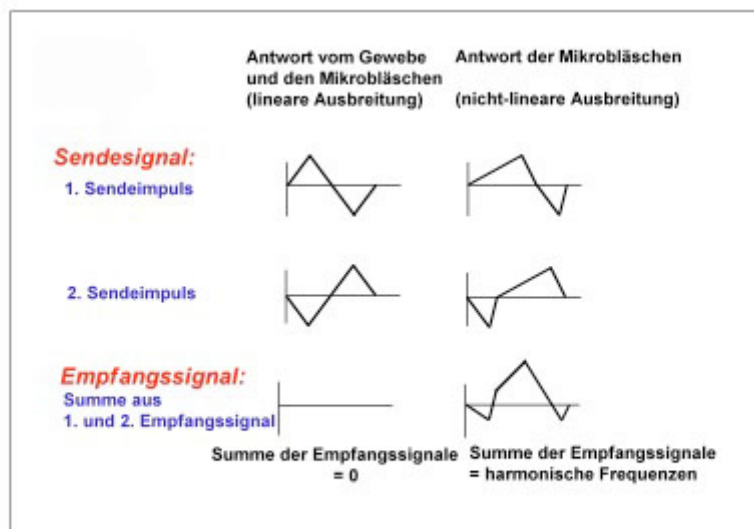 Antwort vom Gewebe
und den Mikrobläschen
(lineare Ausbreitung)
Antwort der Mikrobläschen
(nicht-lineare Ausbreitung)
Sendesignal:
1. Sendeimpuls
2. Sendeimpuls
Empfangssignal:
Summe aus
1. und 2. Empfangssignal
Summe der Empfangssignale
= 0
Summe der Empfangssignale
= harmonische Frequenzen